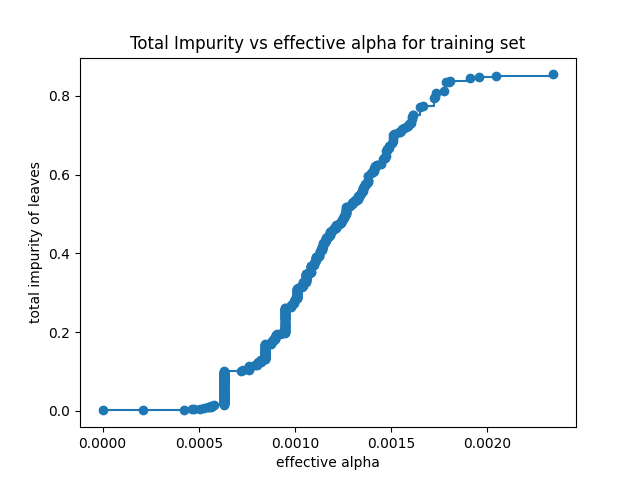 Total Impurity vs effective alpha for training set
total impurity of leaves
0.8
0.6
0.4
0.2
0.0
0.0000 0.0005 0.0010 0.0015 0.0020
effective alpha